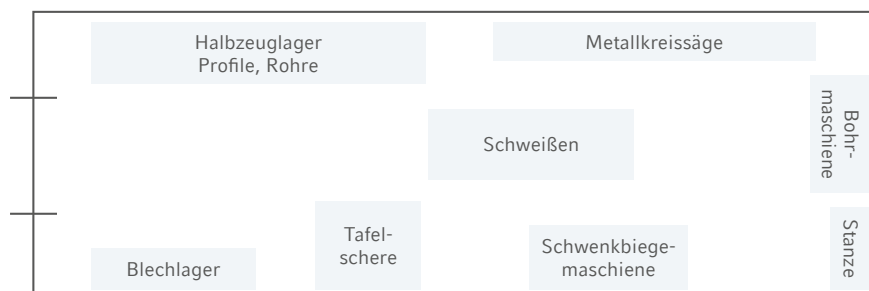 Halbzeuglager
Profile, Rohre
Metallkreissäge
Bohr-
maschiene
Schweißen
Tafel-
schere
Schwenkbiege-
maschiene
Stanze
Blechlager